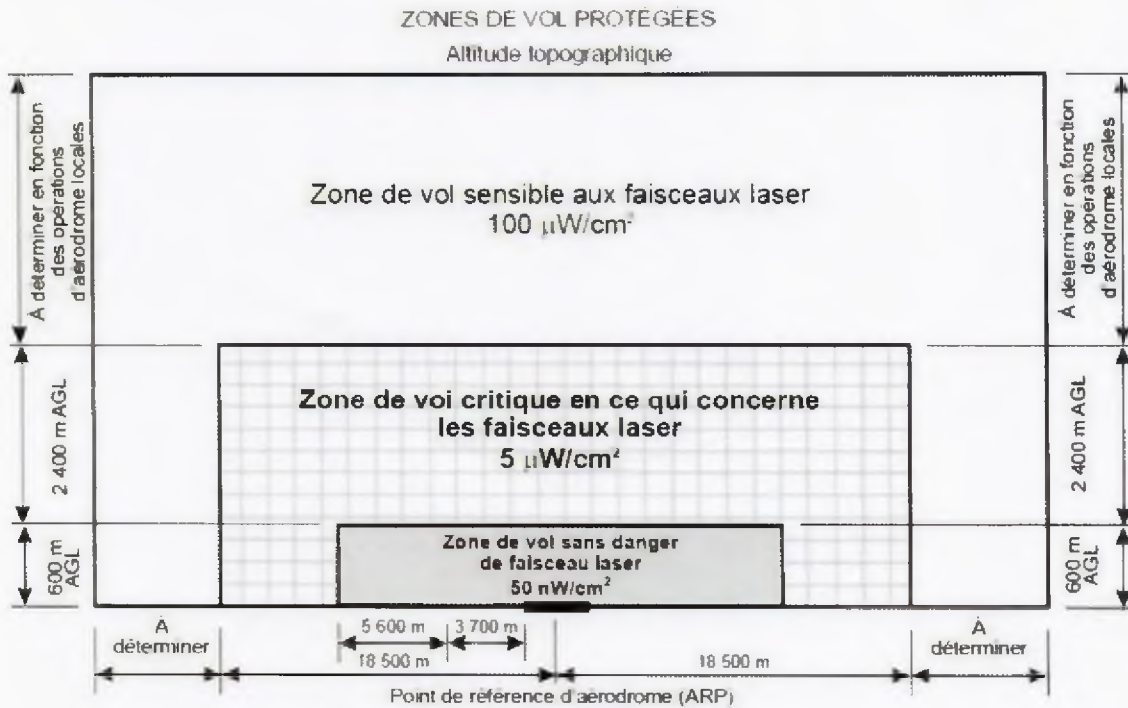 ZONES DE VOL PROTÉGÉES
Altitude topographique
À déterminer en fonction
des opérations
d'aérodrome locales
À déterminer en fonction
des opérations
d'aérodrome locales
Zone de vol sensible aux faisceaux laser
100 µW/cm²
2 400 m AGL
2 400 m AGL
Zone de voi critique en ce qui concerne
les faisceaux laser
5 µW/cm²
600 m
AGL
600 m
AGL
Zone de vol sans danger
de faisceau laser
50 nW/cm²
À
déterminer
5 600 m
3 700 m
À
déterminer
18 500 m
18 500 m
Point de référence d'aérodrome (ARP)